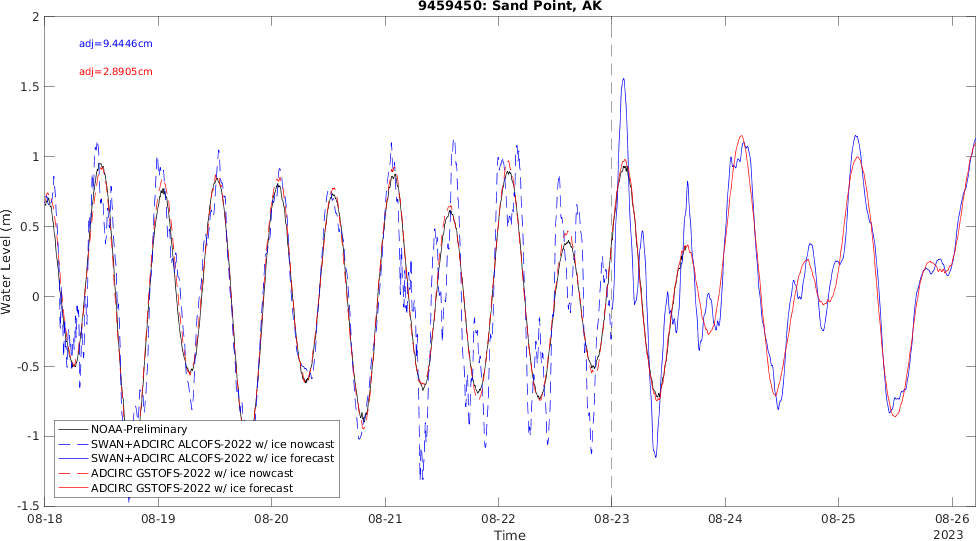 9459450: Sand Point, AK
adj=9.4446cm
adj=2.8905cm
Water Level (m)
2
1.5
1
0.5
0
-0.5
-1
-1.5
NOAA-Preliminary
SWAN+ADCIRC ALCOFS-2022 w/ ice nowcast
SWAN+ADCIRC ALCOFS-2022 w/ ice forecast
ADCIRC GSTOFS-2022 w/ ice nowcast
ADCIRC GSTOFS-2022 w/ ice forecast
08-18 08-19 08-20 08-21 08-22 08-23 08-24 08-25 08-26
Time
2023